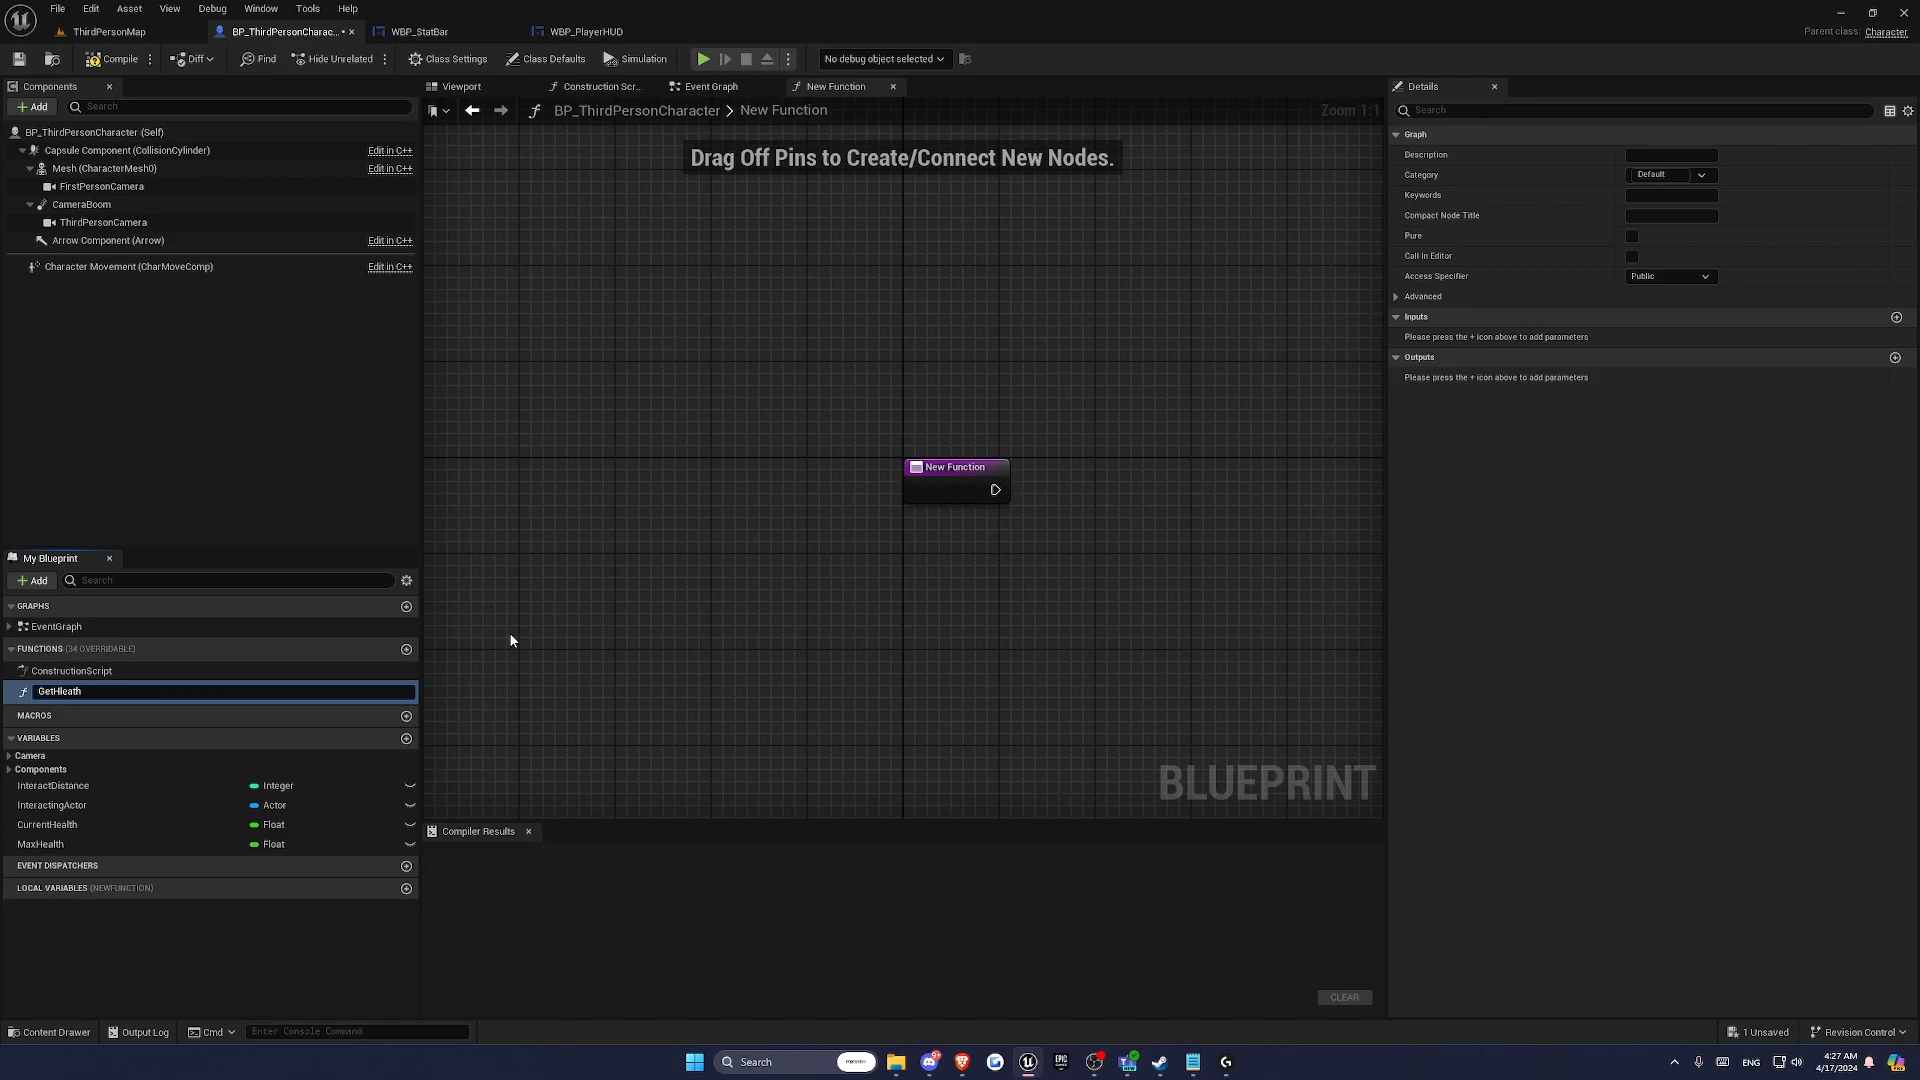 File Edit Asset View Debug Window Tools Help
ThirdPersonMap BP_ThirdPersonCharac... • WBP_StatBar WBP_PlayerHUD Parent class: Character
Compile Diff Find Hide Unrelated Class Settings Class Defaults Simulation No debug object selected
Components Viewport Construction Scr... Event Graph New Function Details
Add Search BP_ThirdPersonCharacter > New Function Zoom 1:1 Search
BP_ThirdPersonCharacter (Self)
Capsule Component (CollisionCylinder) Edit in C++
Mesh (CharacterMesh0) Edit in C++
FirstPersonCamera
CameraBoom
ThirdPersonCamera
Arrow Component (Arrow) Edit in C++
Character Movement (CharMoveComp) Edit in C++
Drag Off Pins to Create/Connect New Nodes.
New Function
BLUEPRINT
Graph
Description
Category Default
Keywords
Compact Node Title
Pure
Call In Editor
Access Specifier Public
Advanced
Inputs
Please press the + icon above to add parameters
Outputs
Please press the + icon above to add parameters
My Blueprint
Add Search
GRAPHS
EventGraph
FUNCTIONS (34 OVERRIDABLE)
ConstructionScript
GetHleath
MACROS
VARIABLES
Camera
Components
InteractDistance Integer
InteractingActor Actor
CurrentHealth Float
MaxHealth Float
EVENT DISPATCHERS
LOCAL VARIABLES (NEWFUNCTION)
Compiler Results
CLEAR
Content Drawer Output Log Cmd Enter Console Command 1 Unsaved Revision Control
Search ENG 4:27 AM
4/17/2024